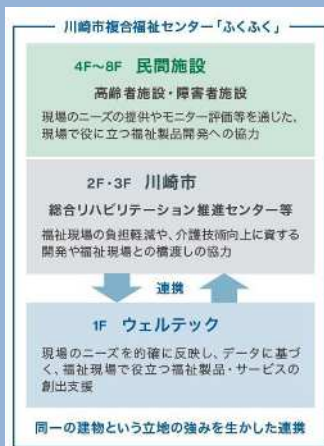 川崎市複合福祉センター「ふくふく」
4F～8F 民間施設
高齢者施設・障害者施設
現場のニーズの提供やモニター評価等を通じた、
現場で役に立つ福祉製品開発への協力
2F・3F 川崎市
総合リハビリテーション推進センター等
福祉現場の負担軽減や、介護技術向上に資する
開発や福祉現場との橋渡しの協力
連携
1F ウェルテック
現場のニーズを的確に反映し、データに基づ
く、福祉現場で役立つ福祉製品・サービスの
創出支援
同一の建物という立地の強みを生かした連携